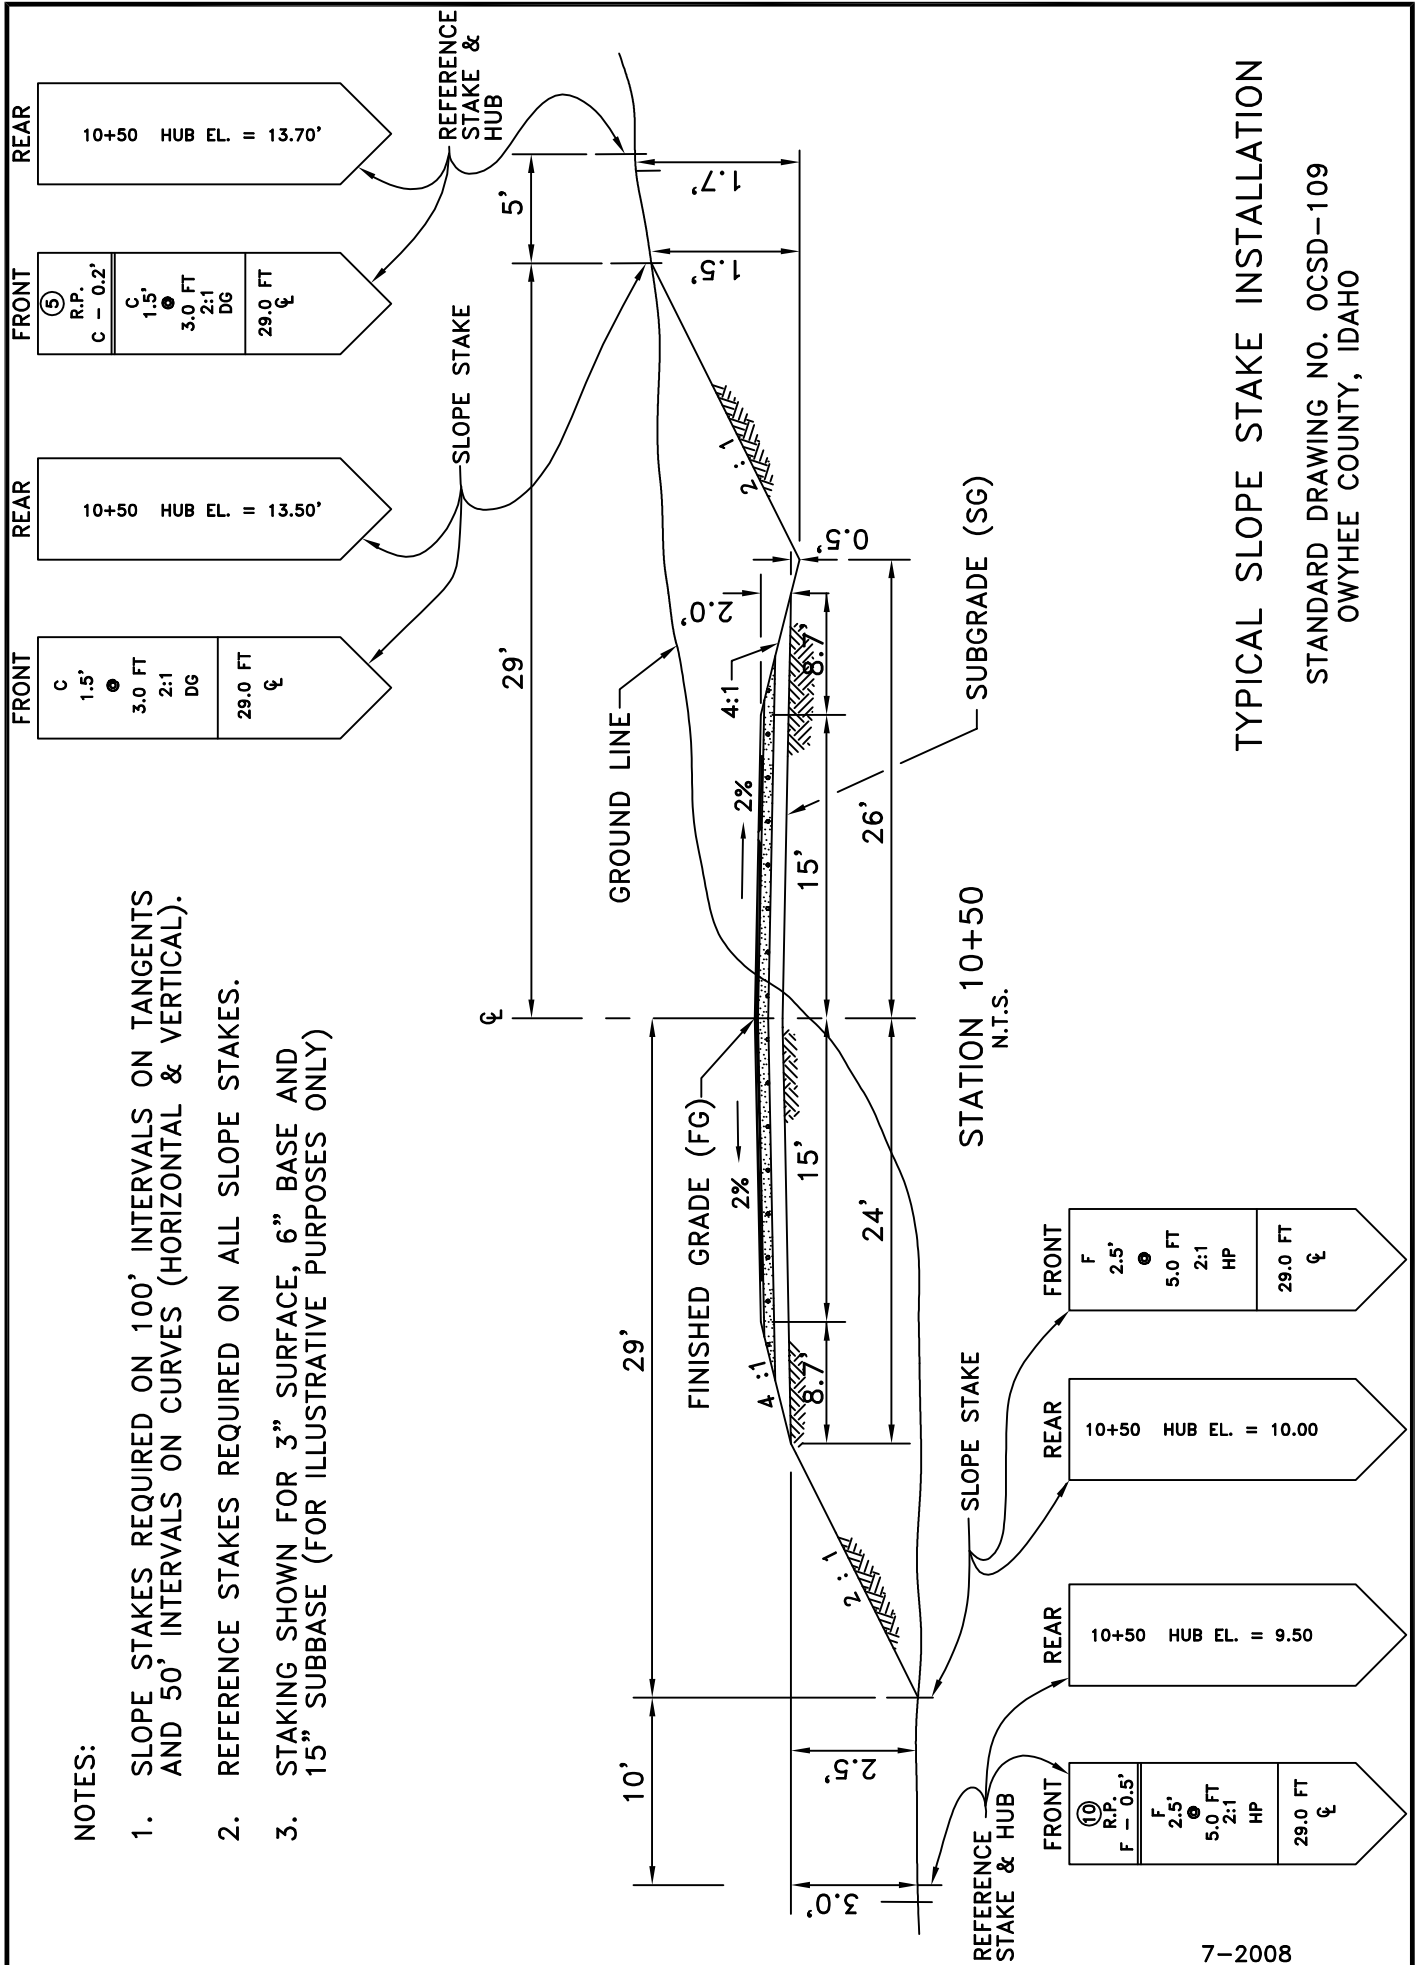 NOTES:
1. SLOPE STAKES REQUIRED ON 100' INTERVALS ON TANGENTS
AND 50' INTERVALS ON CURVES (HORIZONTAL & VERTICAL).
2. REFERENCE STAKES REQUIRED ON ALL SLOPE STAKES.
3. STAKING SHOWN FOR 3" SURFACE, 6" BASE AND
15" SUBBASE (FOR ILLUSTRATIVE PURPOSES ONLY)
FRONT
C
1.5'
3.0 FT
2:1
DG
29.0 FT
℄
REAR
10+50 HUB EL. = 13.50'
SLOPE STAKE
FRONT
5
R.P.
C - 0.2'
C
1.5'
3.0 FT
2:1
DG
29.0 FT
℄
REAR
10+50 HUB EL. = 13.70'
REFERENCE
STAKE &
HUB
℄
29'
5'
GROUND LINE
10'
29'
FINISHED GRADE (FG)
2%
2%
4:1
4 :1
2.0'
0.5'
2 : 1
1.5'
1.7'
2 : 1
8.7'
15'
15'
8.7'
24'
26'
SUBGRADE (SG)
3.0'
2.5'
STATION 10+50
N.T.S.
REFERENCE
STAKE & HUB
SLOPE STAKE
FRONT
10
R.P.
F - 0.5'
F
2.5'
5.0 FT
2:1
HP
29.0 FT
℄
REAR
10+50 HUB EL. = 9.50
REAR
10+50 HUB EL. = 10.00
FRONT
F
2.5'
5.0 FT
2:1
HP
29.0 FT
℄
TYPICAL SLOPE STAKE INSTALLATION
STANDARD DRAWING NO. OCSD-109
OWYHEE COUNTY, IDAHO
7-2008